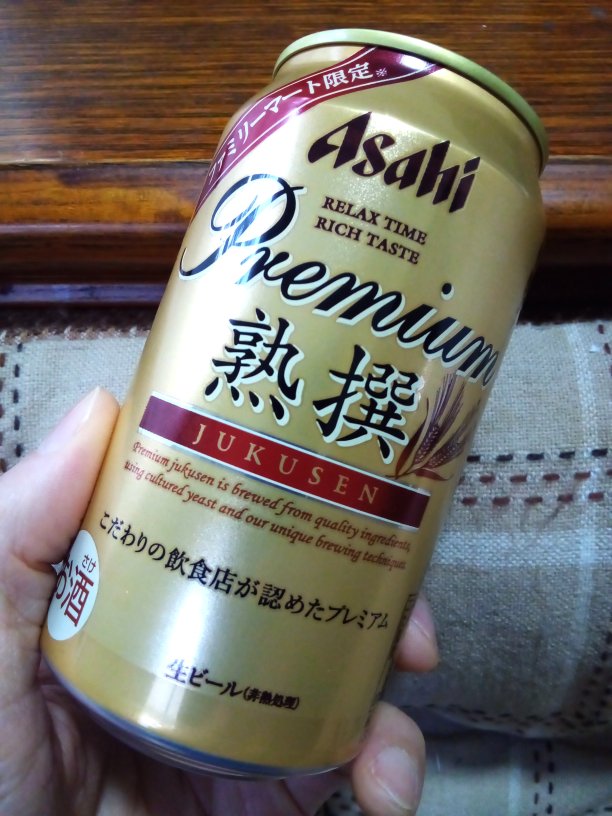 ファミリーマート限定※
Asahi
RELAX TIME
RICH TASTE
Premium
熟撰
JUKUSEN
Premium jukusen is brewed from quality ingredients,
using cultured yeast and our unique brewing techniques.
こだわりの飲食店が認めたプレミアム
さけ
お酒
生ビール(非熱処理)